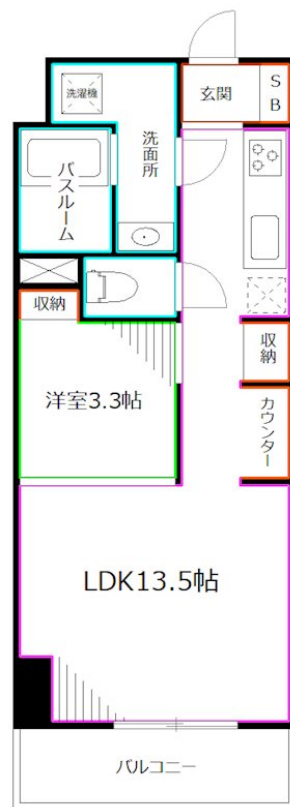 玄関
SB
洗濯機
洗面所
バスルーム
収納
収納
洋室3.3帖
カウンター
LDK13.5帖
バルコニー